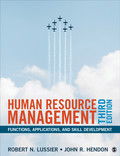 HUMAN RESOURCE
MANAGEMENT
THIRD EDITION
FUNCTIONS, APPLICATIONS, AND SKILL DEVELOPMENT
ROBERT N. LUSSIER • JOHN R. HENDON
SAGE